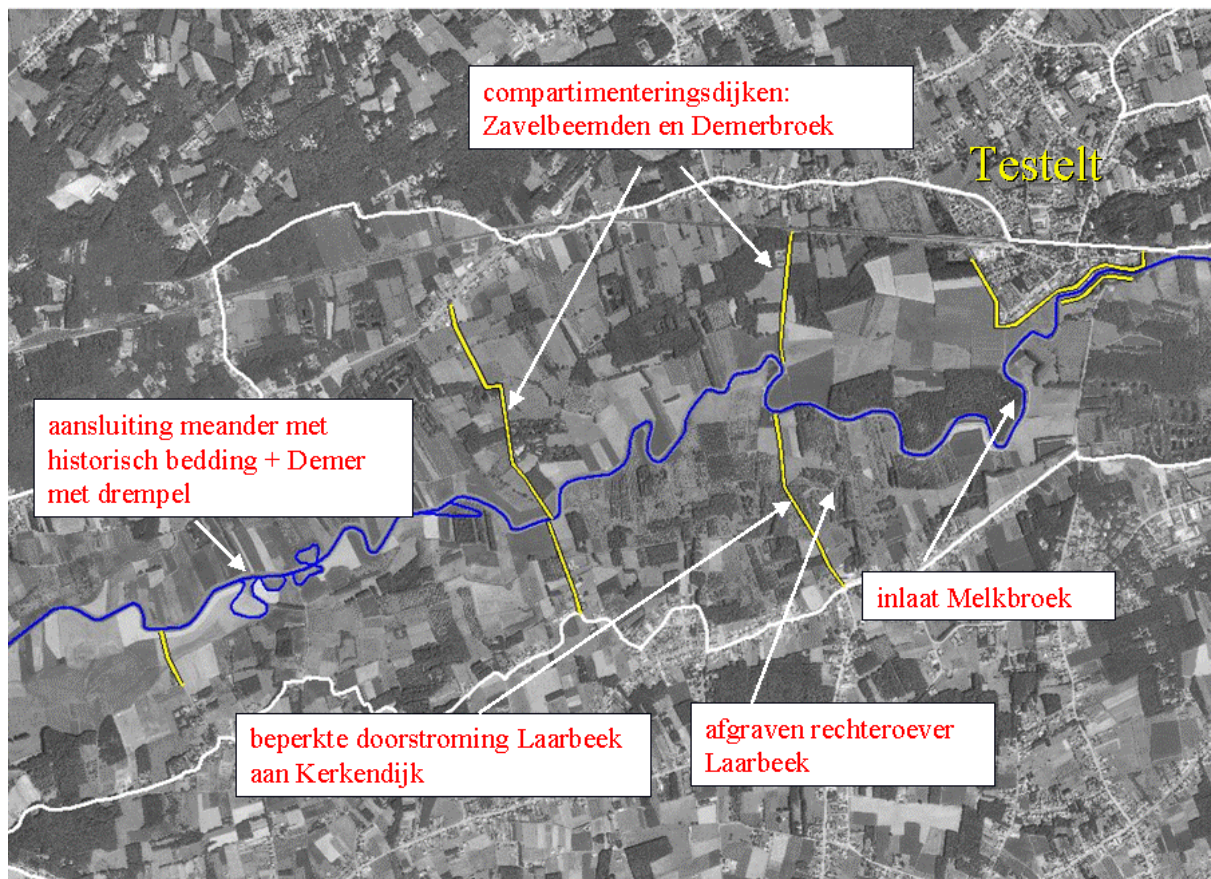 compartimenteringsdijken:
Zavelbeemden en Demerbroek
Testelt
aansluiting meander met
historisch bedding + Demer
met drempel
inlaat Melkbroek
beperkte doorstroming Laarbeek
aan Kerkendijk
afgraven rechteroever
Laarbeek